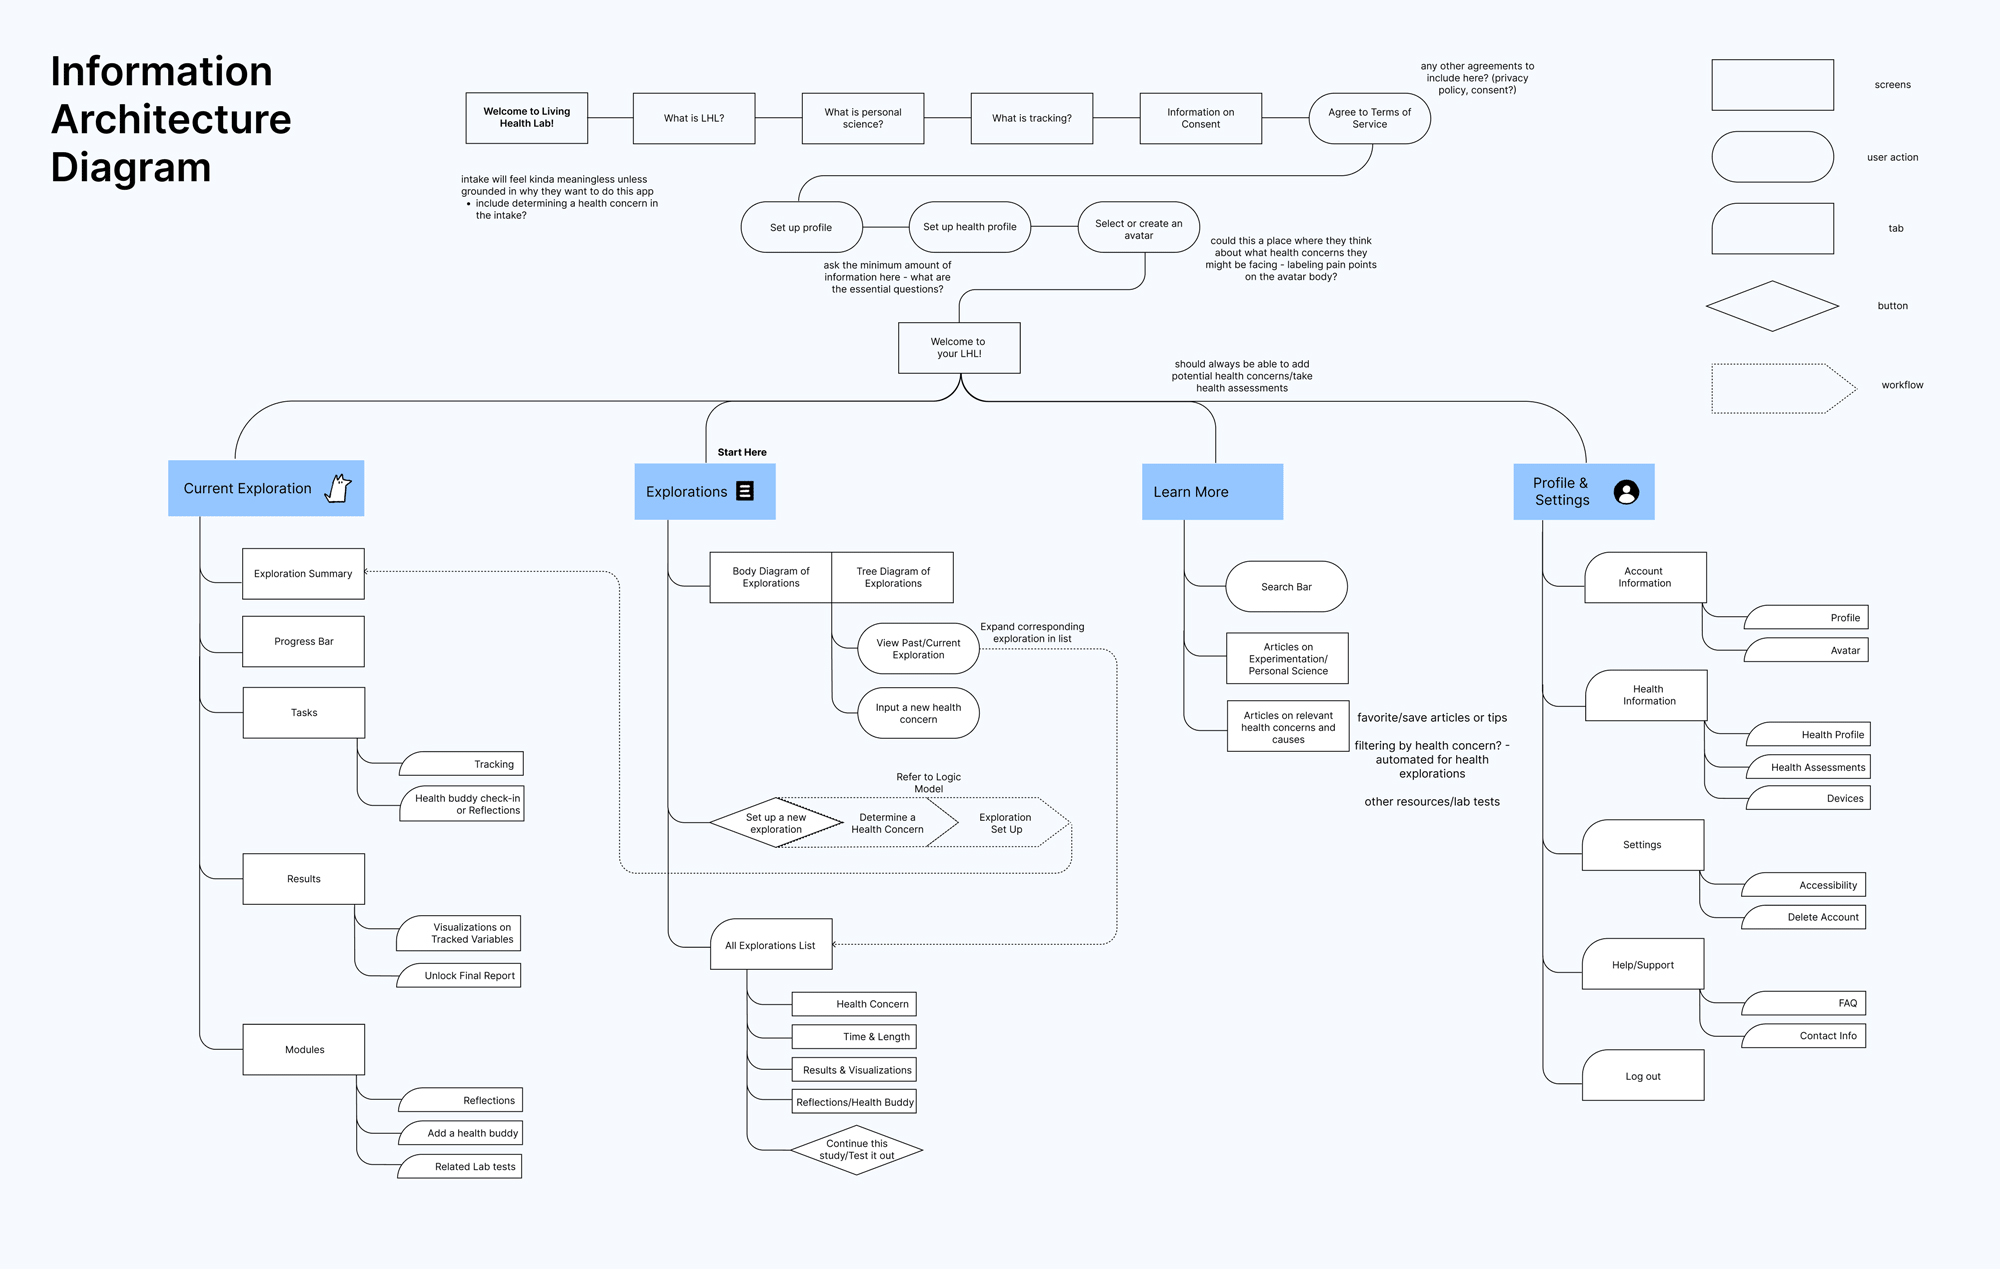 Information
Architecture
Diagram
any other agreements to
include here? (privacy
policy, consent?)
Welcome to Living
Health Lab!
What is LHL?
What is personal
science?
What is tracking?
Information on
Consent
Agree to Terms of
Service
screens
user action
tab
button
workflow
intake will feel kinda meaningless unless
grounded in why they want to do this app
• include determining a health concern in
the intake?
Set up profile
Set up health profile
Select or create an
avatar
ask the minimum amount of
information here - what are
the essential questions?
could this a place where they think
about what health concerns they
might be facing - labeling pain points
on the avatar body?
Welcome to
your LHL!
should always be able to add
potential health concerns/take
health assessments
Current Exploration
Exploration Summary
Progress Bar
Tasks
Tracking
Health buddy check-in
or Reflections
Results
Visualizations on
Tracked Variables
Unlock Final Report
Modules
Reflections
Add a health buddy
Related Lab tests
Start Here
Explorations
Body Diagram of
Explorations
Tree Diagram of
Explorations
View Past/Current
Exploration
Expand corresponding
exploration in list
Input a new health
concern
Refer to Logic
Model
Set up a new
exploration
Determine a
Health Concern
Exploration
Set Up
All Explorations List
Health Concern
Time & Length
Results & Visualizations
Reflections/Health Buddy
Continue this
study/Test it out
Learn More
Search Bar
Articles on
Experimentation/
Personal Science
Articles on relevant
health concerns and
causes
favorite/save articles or tips
filtering by health concern? -
automated for health
explorations
other resources/lab tests
Profile &
Settings
Account
Information
Profile
Avatar
Health
Information
Health Profile
Health Assessments
Devices
Settings
Accessibility
Delete Account
Help/Support
FAQ
Contact Info
Log out